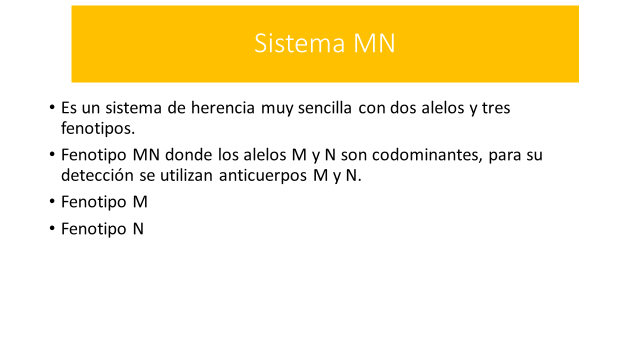 Sistema MN
• Es un sistema de herencia muy sencilla con dos alelos y tres
fenotipos.
• Fenotipo MN donde los alelos M y N son codominantes, para su
detección se utilizan anticuerpos M y N.
• Fenotipo M
• Fenotipo N